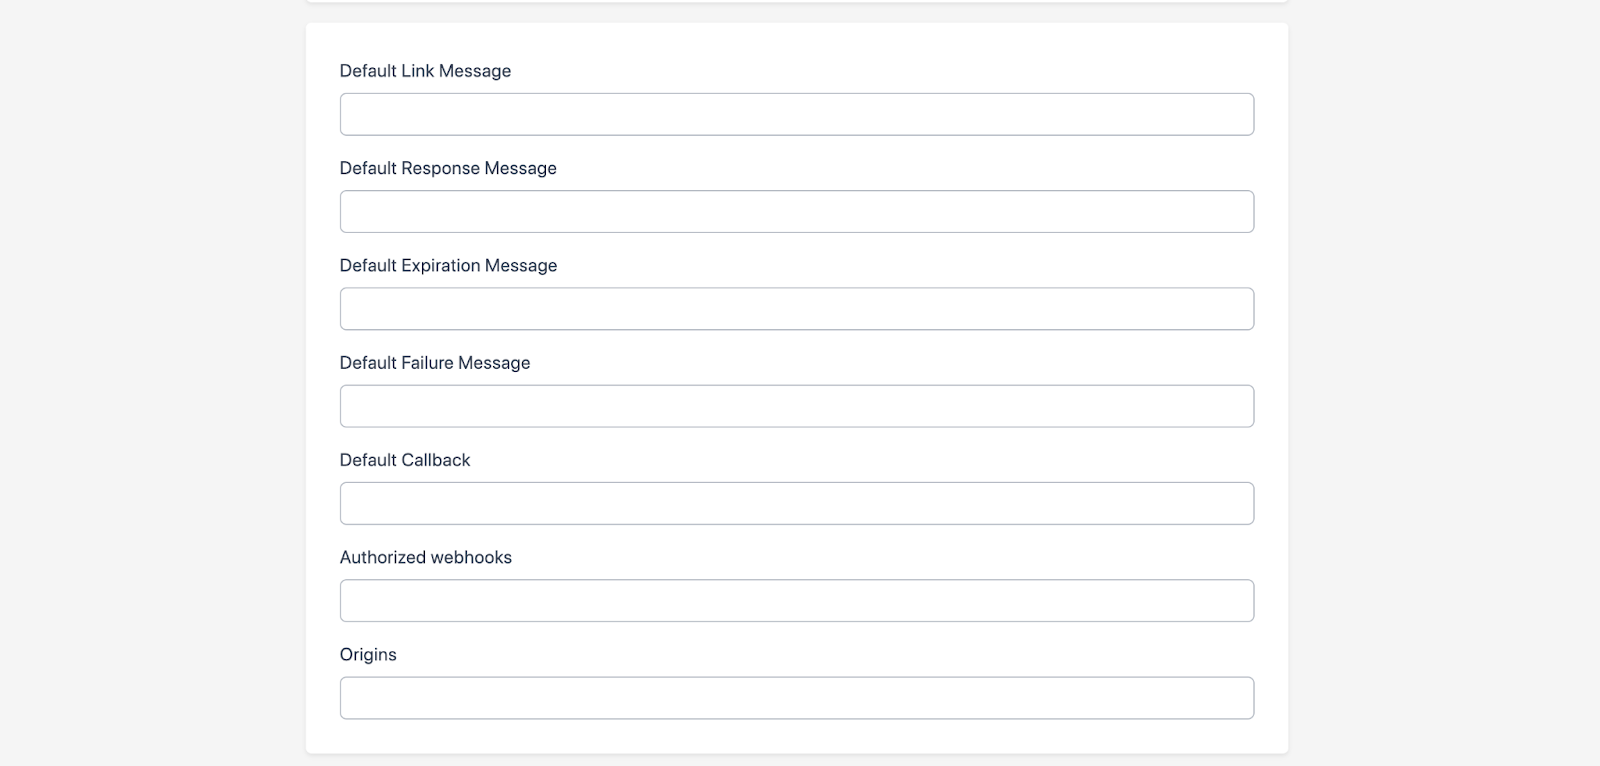 Default Link Message
Default Response Message
Default Expiration Message
Default Failure Message
Default Callback
Authorized webhooks
Origins